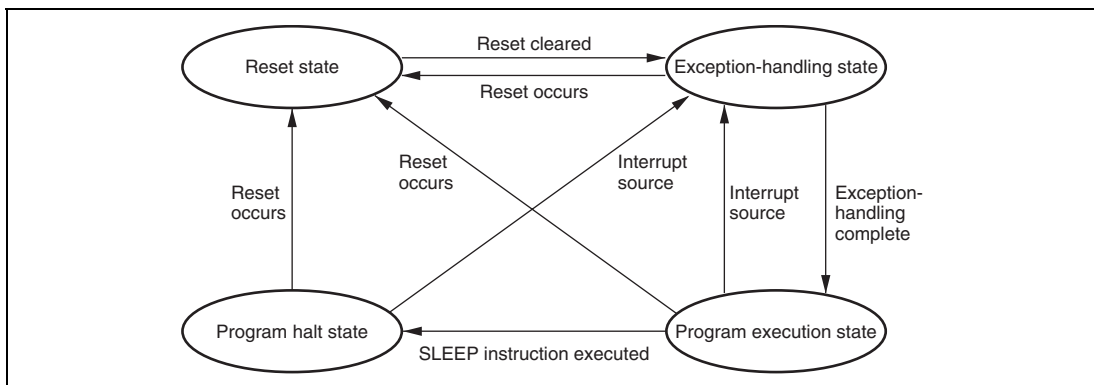 Reset cleared
Reset state
Exception-handling state
Reset occurs
Reset
occurs
Interrupt
source
Reset
occurs
Interrupt
source
Exception-
handling
complete
Program halt state
Program execution state
SLEEP instruction executed